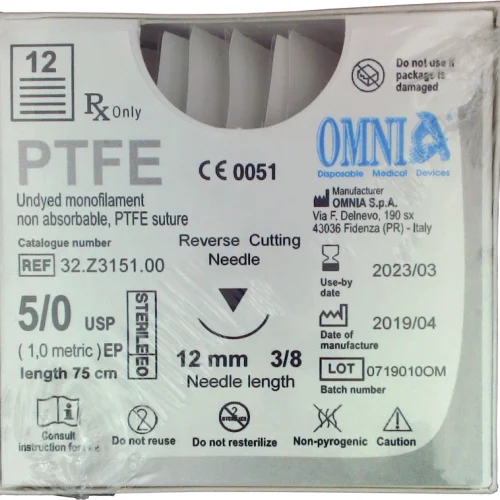 12
Rx Only
Do not use if
package is
damaged
PTFE
CE 0051
OMNIA
Disposable Medical Devices
Undyed monofilament
non absorbable, PTFE suture
Manufacturer
OMNIA S.p.A.
Via F. Delnevo, 190 sx
43036 Fidenza (PR) - Italy
Catalogue number
REF 32.Z3151.00
Reverse Cutting
Needle
2023/03
Use-by
date
5/0 USP
(1,0 metric) EP
length 75 cm
STERILE EO
12 mm 3/8
Needle length
2019/04
Date of
manufacture
LOT 0719010OM
Batch number
Consult
instruction for
Do not reuse
Do not resterilize
Non-pyrogenic
Caution